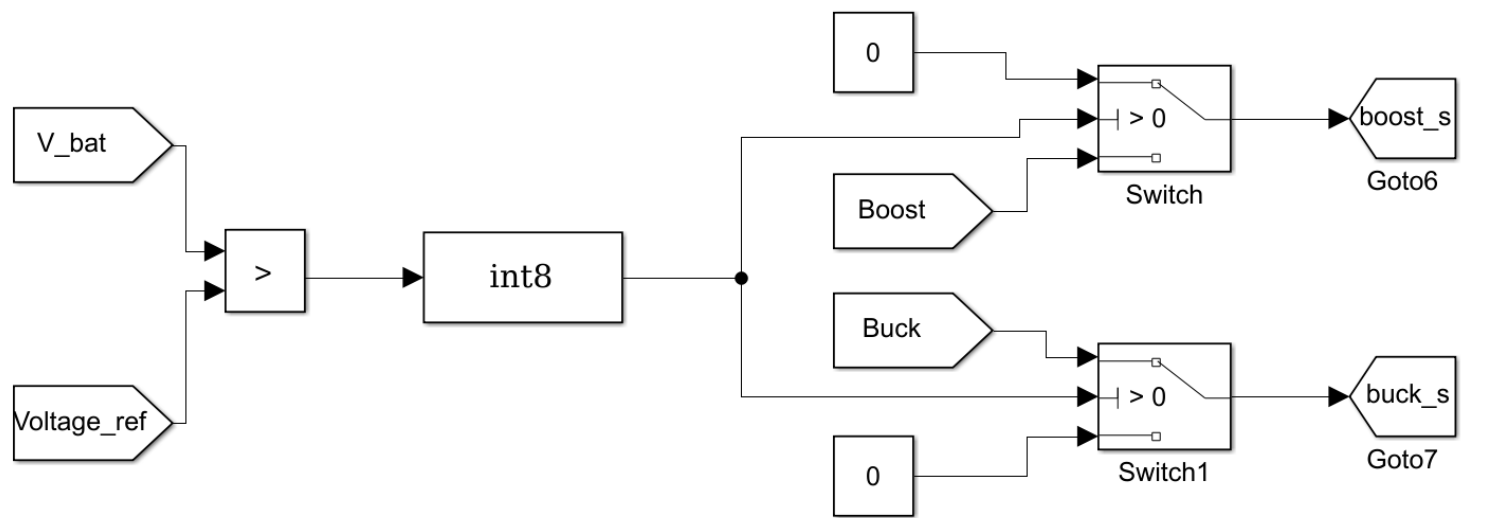 V_bat
Voltage_ref
>
int8
0
Boost
> 0
Switch
boost_s
Goto6
Buck
0
> 0
Switch1
buck_s
Goto7